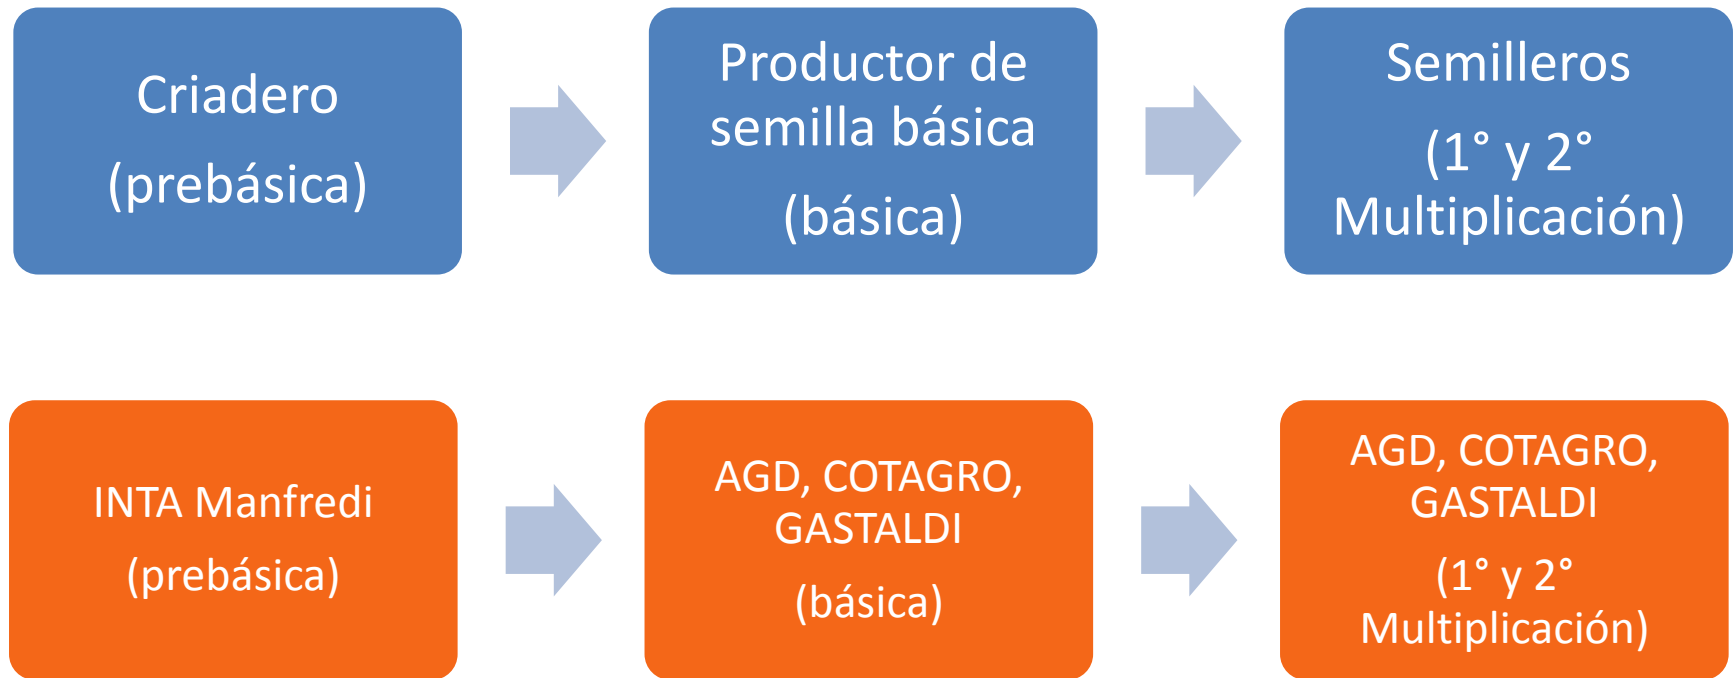 Criadero
(prebásica)
Productor de
semilla básica
(básica)
Semilleros
(1° y 2°
Multiplicación)
INTA Manfredi
(prebásica)
AGD, COTAGRO,
GASTALDI
(básica)
AGD, COTAGRO,
GASTALDI
(1° y 2°
Multiplicación)